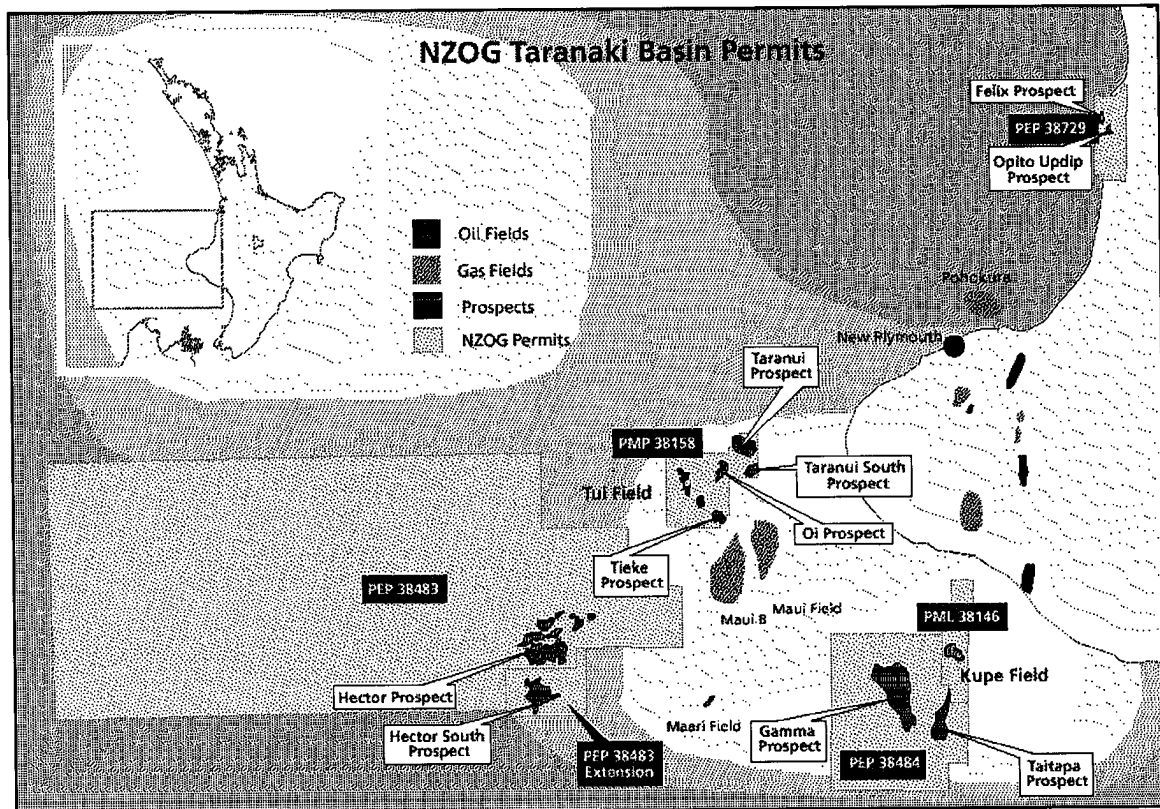 NZOG Taranaki Basin Permits
Felix Prospect
PEP 38729
Opito Updip
Prospect
Oil Fields
Gas Fields
Prospects
NZOG Permits
Pohokura
New Plymouth
Taranui
Prospect
PMP 38158
Taranui South
Prospect
Tui Field
Oi Prospect
Tieke
Prospect
PEP 38483
Maui B
Maui Field
PML 38146
Kupe Field
Hector Prospect
Hector South
Prospect
Maari Field
Gamma
Prospect
PEP 38483
Extension
PEP 38484
Taitapa
Prospect